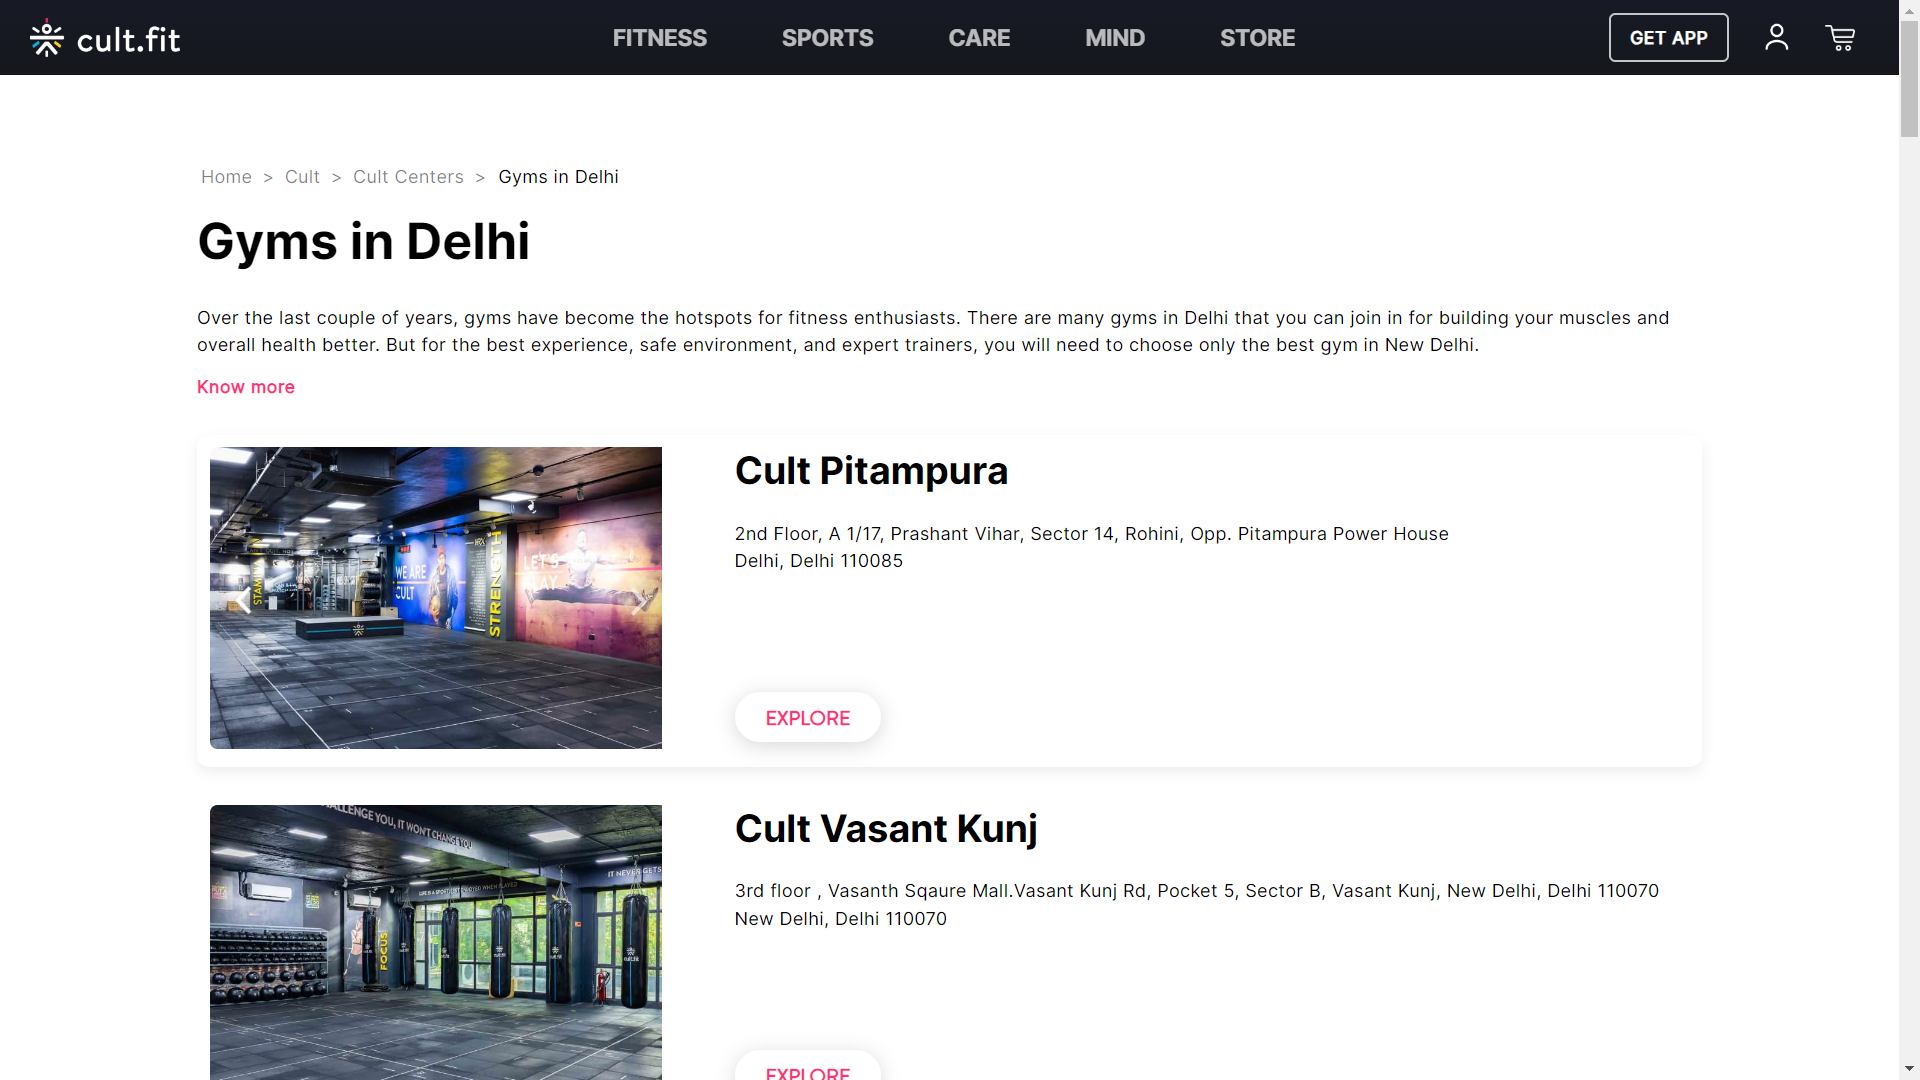 cult.fit
FITNESS
SPORTS
CARE
MIND
STORE
GET APP
Home > Cult > Cult Centers > Gyms in Delhi
Gyms in Delhi
Over the last couple of years, gyms have become the hotspots for fitness enthusiasts. There are many gyms in Delhi that you can join in for building your muscles and
overall health better. But for the best experience, safe environment, and expert trainers, you will need to choose only the best gym in New Delhi.
Know more
STAMINA
WE ARE
CULT
STRENGTH
LET'S
PLAY
Cult Pitampura
2nd Floor, A 1/17, Prashant Vihar, Sector 14, Rohini, Opp. Pitampura Power House
Delhi, Delhi 110085
EXPLORE
CHALLENGE YOU, IT WON'T CHANGE YOU
IT NEVER GETS
FOCUS
Cult Vasant Kunj
3rd floor , Vasanth Sqaure Mall.Vasant Kunj Rd, Pocket 5, Sector B, Vasant Kunj, New Delhi, Delhi 110070
New Delhi, Delhi 110070
EXPLORE